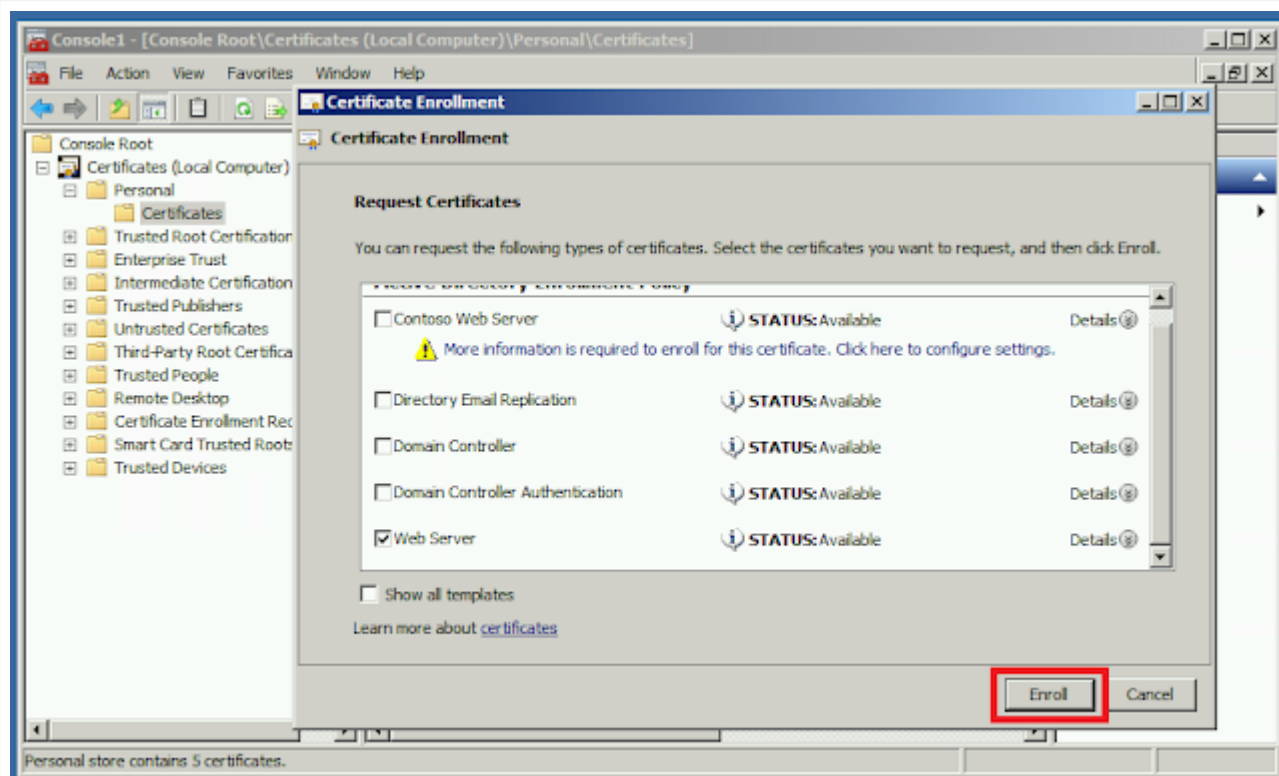 Console1 - [Console Root\Certificates (Local Computer)\Personal\Certificates]
File Action View Favorites Window Help
Console Root
Certificates (Local Computer)
Personal
Certificates
Trusted Root Certification
Enterprise Trust
Intermediate Certification
Trusted Publishers
Untrusted Certificates
Third-Party Root Certifica
Trusted People
Remote Desktop
Certificate Enrollment Rec
Smart Card Trusted Roots
Trusted Devices
Certificate Enrollment
Certificate Enrollment
Request Certificates
You can request the following types of certificates. Select the certificates you want to request, and then click Enroll.
Active Directory Enrollment Policy
Contoso Web Server STATUS: Available Details
More information is required to enroll for this certificate. Click here to configure settings.
Directory Email Replication STATUS: Available Details
Domain Controller STATUS: Available Details
Domain Controller Authentication STATUS: Available Details
Web Server STATUS: Available Details
Show all templates
Learn more about certificates
Enroll Cancel
Personal store contains 5 certificates.